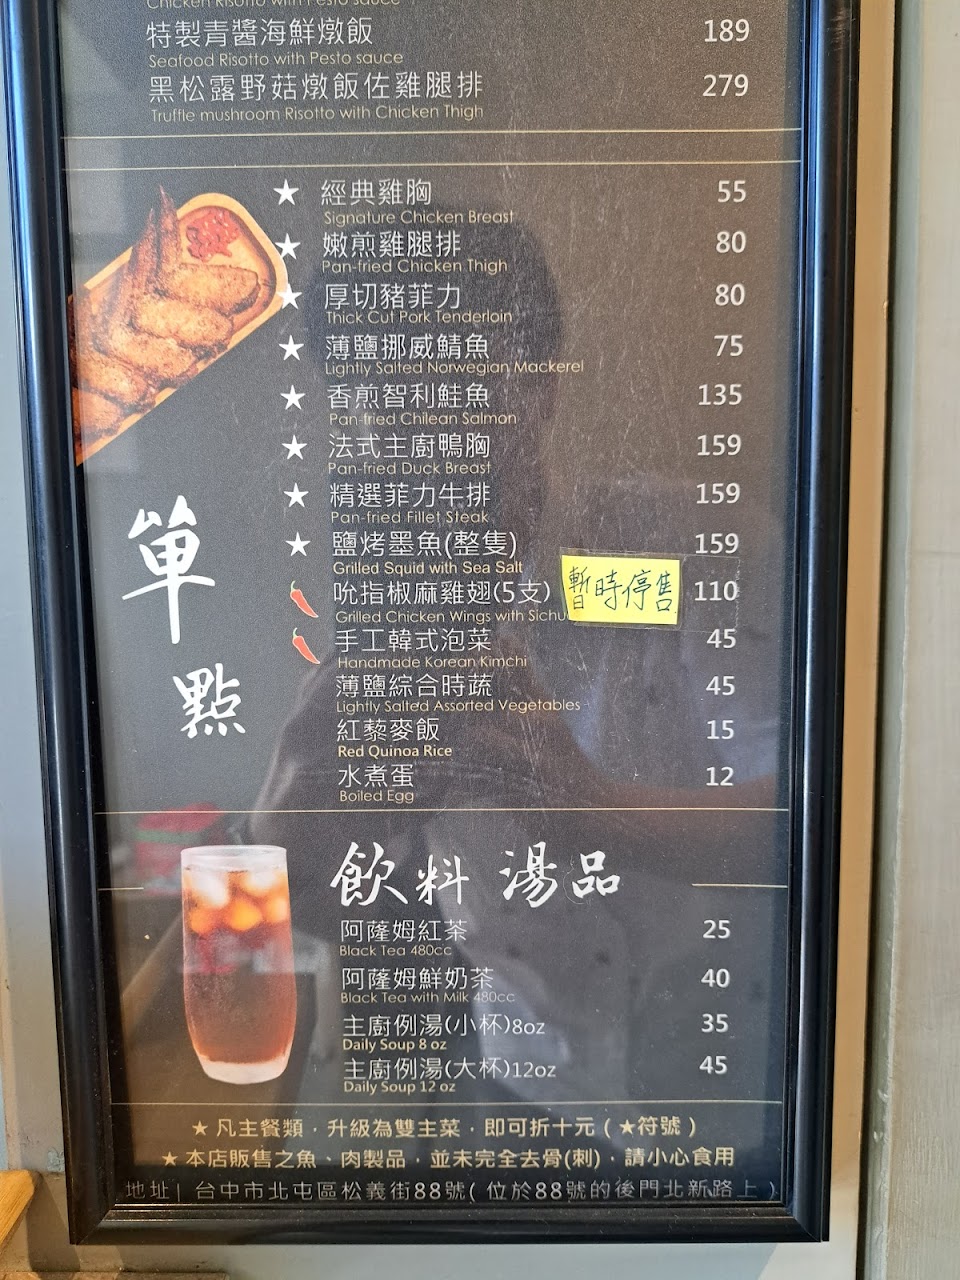 Chicken Risotto with Pesto sauce
特製青醬海鮮燉飯 189
Seafood Risotto with Pesto sauce
黑松露野菇燉飯佐雞腿排 279
Truffle mushroom Risotto with Chicken Thigh
單點
★ 經典雞胸 55
Signature Chicken Breast
★ 嫩煎雞腿排 80
Pan-fried Chicken Thigh
★ 厚切豬菲力 80
Thick Cut Pork Tenderloin
★ 薄鹽挪威鯖魚 75
Lightly Salted Norwegian Mackerel
★ 香煎智利鮭魚 135
Pan-fried Chilean Salmon
★ 法式主廚鴨胸 159
Pan-fried Duck Breast
★ 精選菲力牛排 159
Pan-fried Fillet Steak
★ 鹽烤墨魚(整隻) 159
Grilled Squid with Sea Salt
吮指椒麻雞翅(5支) 暫時停售 110
Grilled Chicken Wings with Sichu
手工韓式泡菜 45
Handmade Korean Kimchi
薄鹽綜合時蔬 45
Lightly Salted Assorted Vegetables
紅藜麥飯 15
Red Quinoa Rice
水煮蛋 12
Boiled Egg
飲料 湯品
阿薩姆紅茶 25
Black Tea 480cc
阿薩姆鮮奶茶 40
Black Tea with Milk 480cc
主廚例湯(小杯)8oz 35
Daily Soup 8 oz
主廚例湯(大杯)12oz 45
Daily Soup 12 oz
★ 凡主餐類，升級為雙主菜，即可折十元 ( ★符號 )
★ 本店販售之魚、肉製品，並未完全去骨(刺)，請小心食用
地址| 台中市北屯區松義街88號( 位於88號的後門北新路上 )